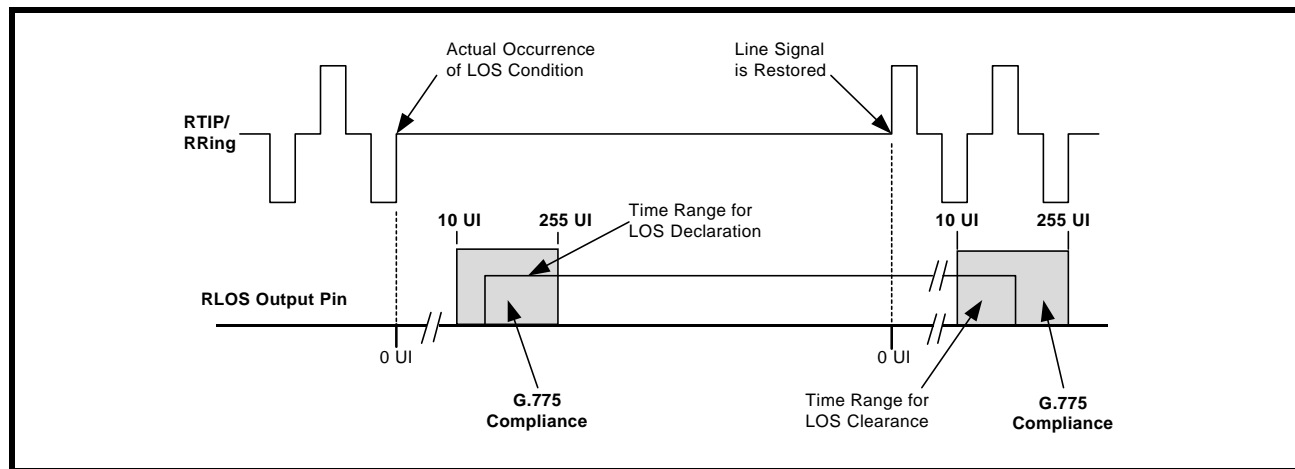 Actual Occurrence
of LOS Condition
Line Signal
is Restored
RTIP/
RRing
Time Range for
LOS Declaration
10 UI
255 UI
10 UI
255 UI
RLOS Output Pin
0 UI
0 UI
G.775
Compliance
Time Range for
LOS Clearance
G.775
Compliance